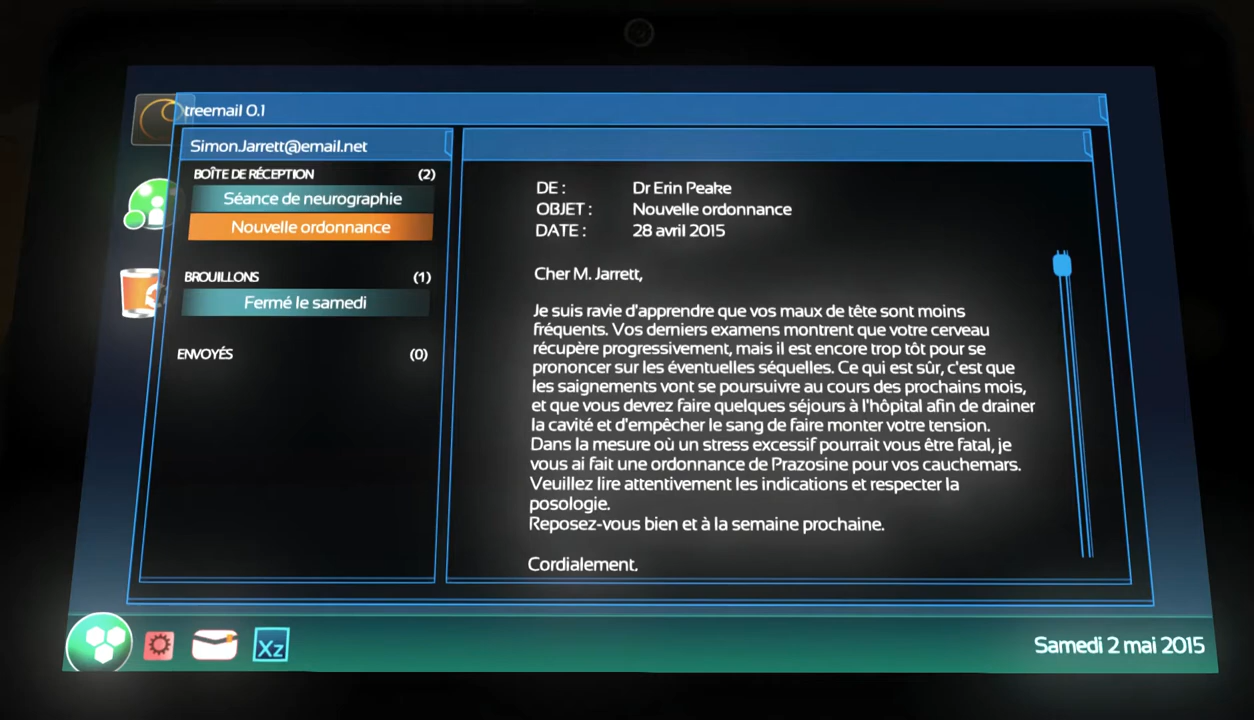 treemail 0.1
Simon.Jarrett@email.net
BOÎTE DE RÉCEPTION (2)
Séance de neurographie
Nouvelle ordonnance
BROUILLONS (1)
Fermé le samedi
ENVOYÉS (0)
DE : Dr Erin Peake
OBJET : Nouvelle ordonnance
DATE : 28 avril 2015
Cher M. Jarrett,
Je suis ravie d'apprendre que vos maux de tête sont moins
fréquents. Vos derniers examens montrent que votre cerveau
récupère progressivement, mais il est encore trop tôt pour se
prononcer sur les éventuelles séquelles. Ce qui est sûr, c'est que
les saignements vont se poursuivre au cours des prochains mois,
et que vous devrez faire quelques séjours à l'hôpital afin de drainer
la cavité et d'empêcher le sang de faire monter votre tension.
Dans la mesure où un stress excessif pourrait vous être fatal, je
vous ai fait une ordonnance de Prazosine pour vos cauchemars.
Veuillez lire attentivement les indications et respecter la
posologie.
Reposez-vous bien et à la semaine prochaine.
Cordialement.
Xz
Samedi 2 mai 2015